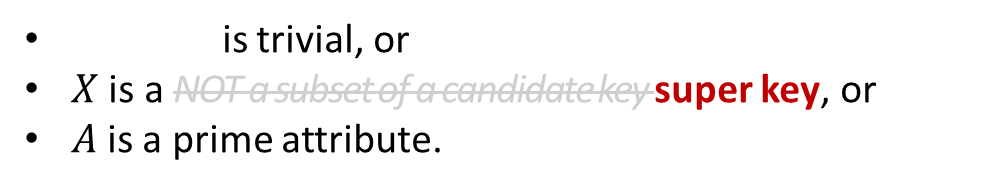 • is trivial, or
• X is a NOT a subset of a candidate key super key, or
• A is a prime attribute.